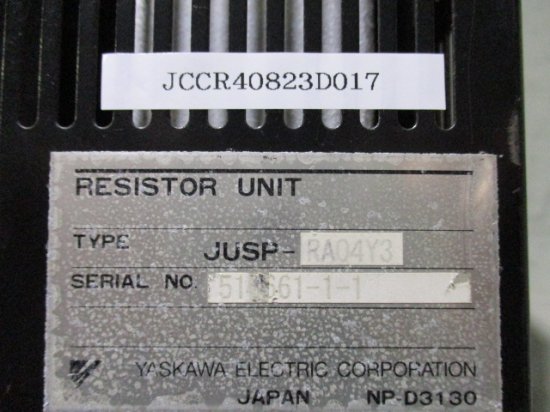 JCCR40823D017
RESISTOR UNIT
TYPE JUSP-RA04Y3
SERIAL NO
YASKAWA ELECTRIC CORPORATION
JAPAN NP-D3130